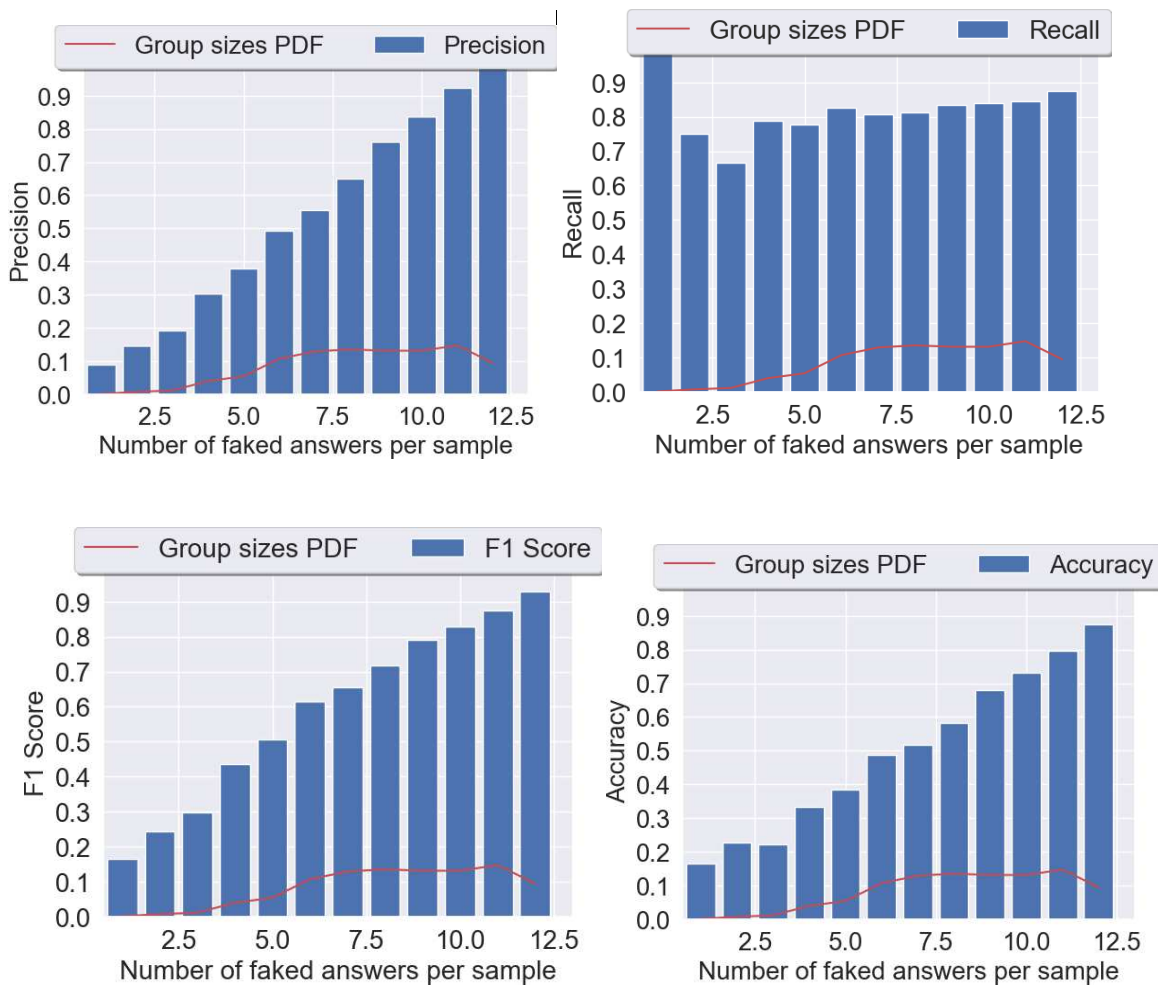 Group sizes PDF Precision
Precision
0.9
0.8
0.7
0.6
0.5
0.4
0.3
0.2
0.1
0.0
2.5 5.0 7.5 10.0 12.5
Number of faked answers per sample
Group sizes PDF Recall
Recall
0.9
0.8
0.7
0.6
0.5
0.4
0.3
0.2
0.1
0.0
2.5 5.0 7.5 10.0 12.5
Number of faked answers per sample
Group sizes PDF F1 Score
F1 Score
0.9
0.8
0.7
0.6
0.5
0.4
0.3
0.2
0.1
0.0
2.5 5.0 7.5 10.0 12.5
Number of faked answers per sample
Group sizes PDF Accuracy
Accuracy
0.9
0.8
0.7
0.6
0.5
0.4
0.3
0.2
0.1
0.0
2.5 5.0 7.5 10.0 12.5
Number of faked answers per sample